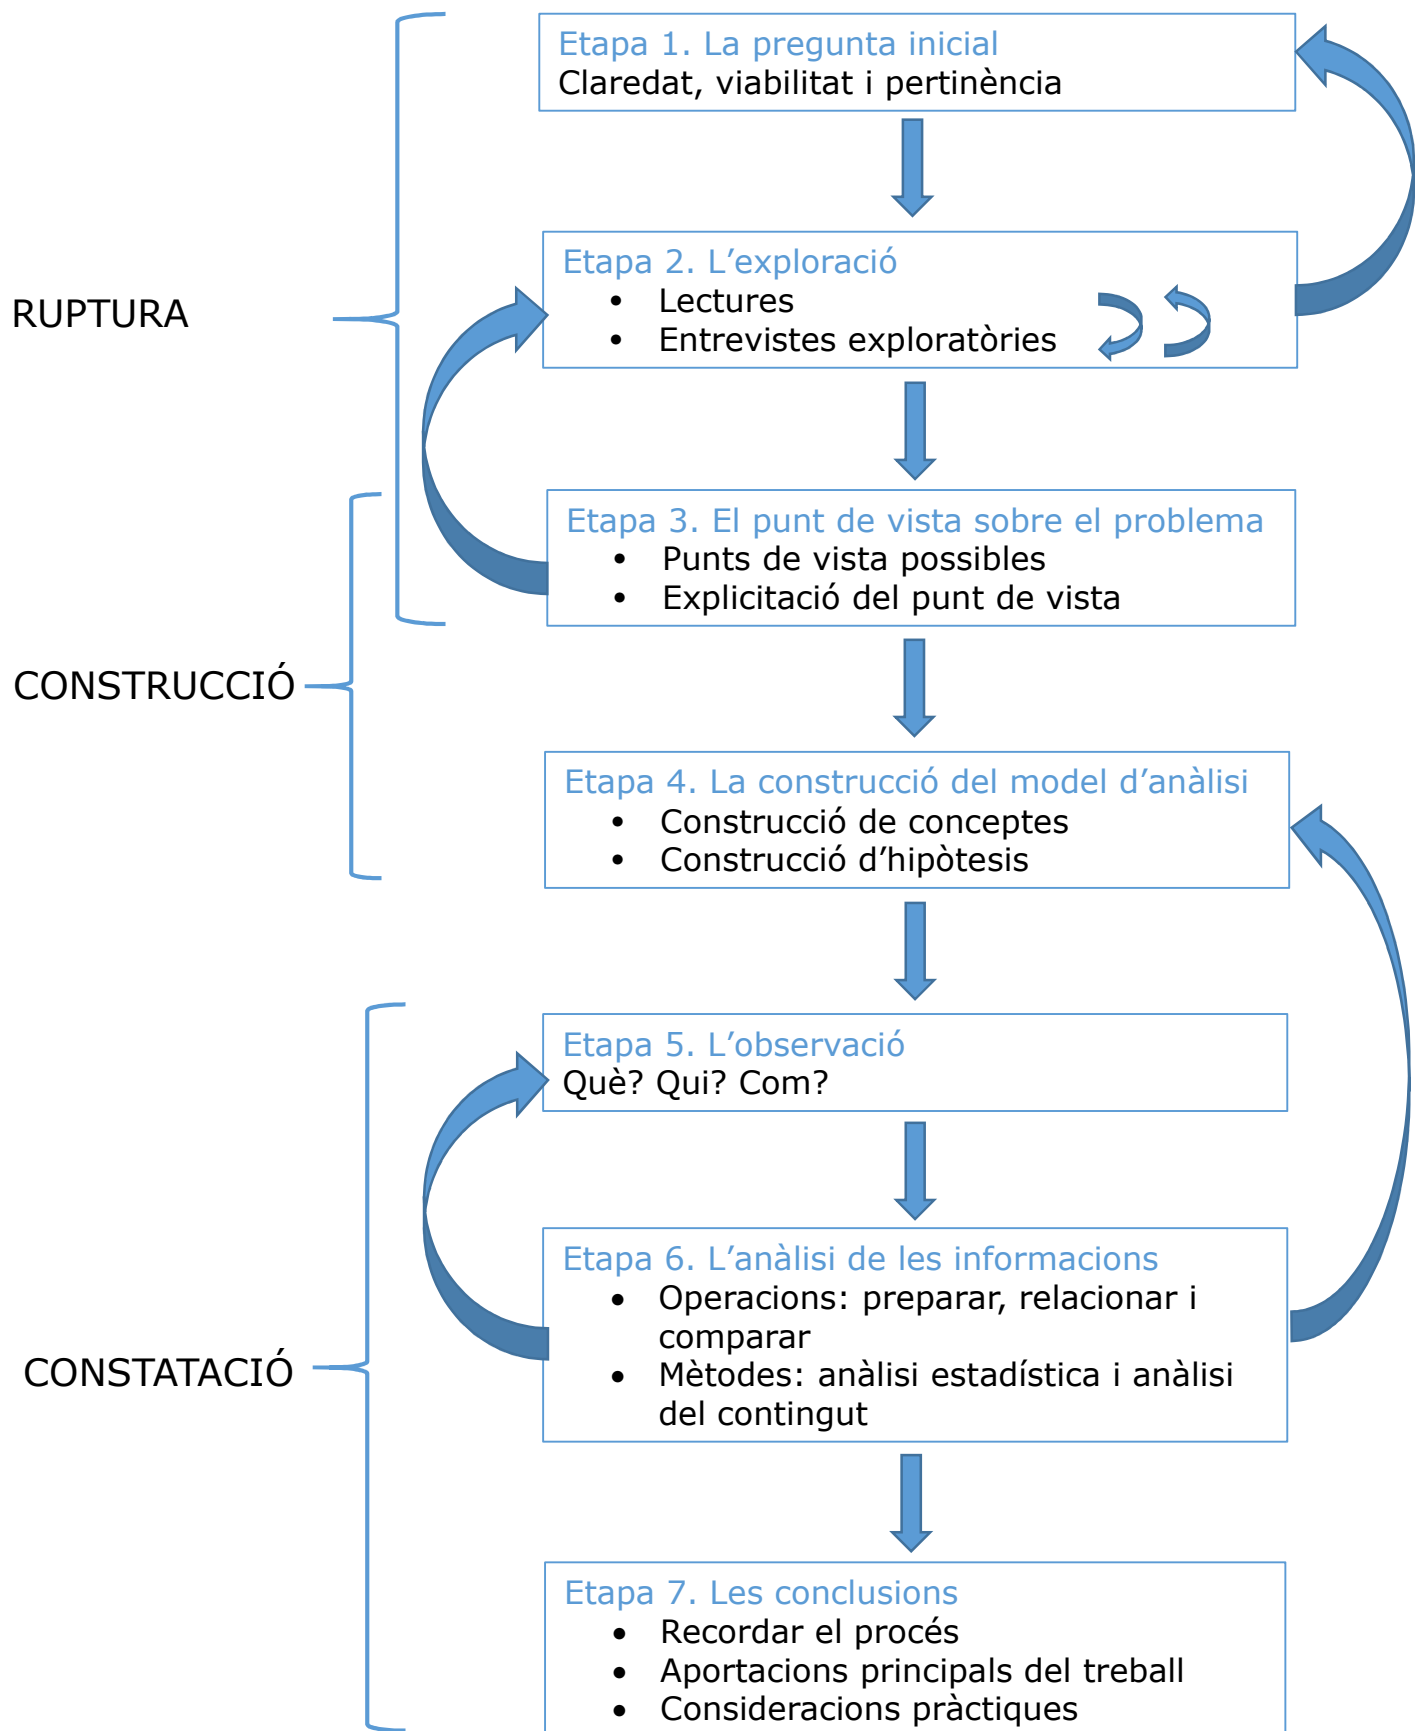 Etapa 1. La pregunta inicial
Claredat, viabilitat i pertinència
RUPTURA
Etapa 2. L’exploració
• Lectures
• Entrevistes exploratòries
Etapa 3. El punt de vista sobre el problema
• Punts de vista possibles
• Explicitació del punt de vista
CONSTRUCCIÓ
Etapa 4. La construcció del model d’anàlisi
• Construcció de conceptes
• Construcció d’hipòtesis
Etapa 5. L’observació
Què? Qui? Com?
Etapa 6. L’anàlisi de les informacions
• Operacions: preparar, relacionar i
comparar
• Mètodes: anàlisi estadística i anàlisi
del contingut
CONSTATACIÓ
Etapa 7. Les conclusions
• Recordar el procés
• Aportacions principals del treball
• Consideracions pràctiques